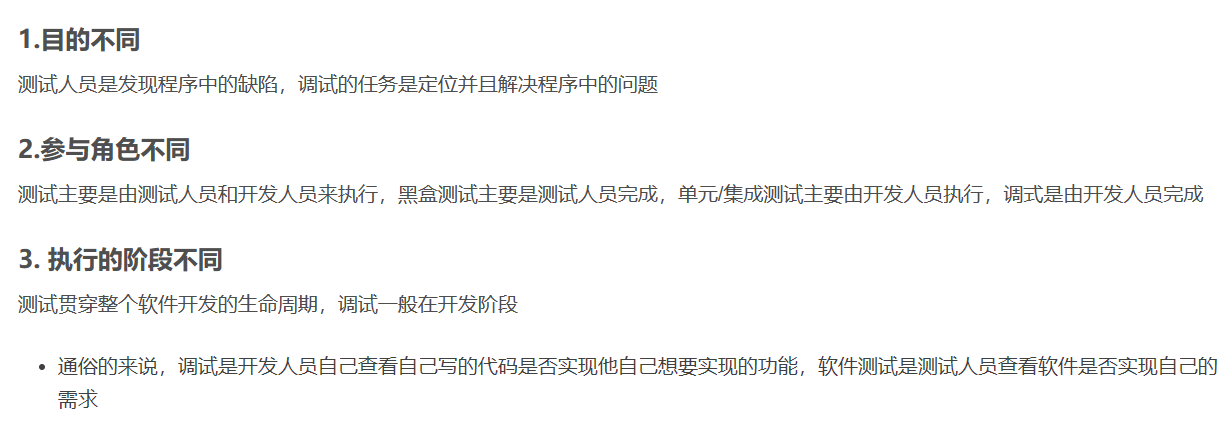 1.目的不同
测试人员是发现程序中的缺陷，调试的任务是定位并且解决程序中的问题
2.参与角色不同
测试主要是由测试人员和开发人员来执行，黑盒测试主要是测试人员完成，单元/集成测试主要由开发人员执行，调式是由开发人员完成
3. 执行的阶段不同
测试贯穿整个软件开发的生命周期，调试一般在开发阶段
• 通俗的来说，调试是开发人员自己查看自己写的代码是否实现他自己想要实现的功能，软件测试是测试人员查看软件是否实现自己的
需求